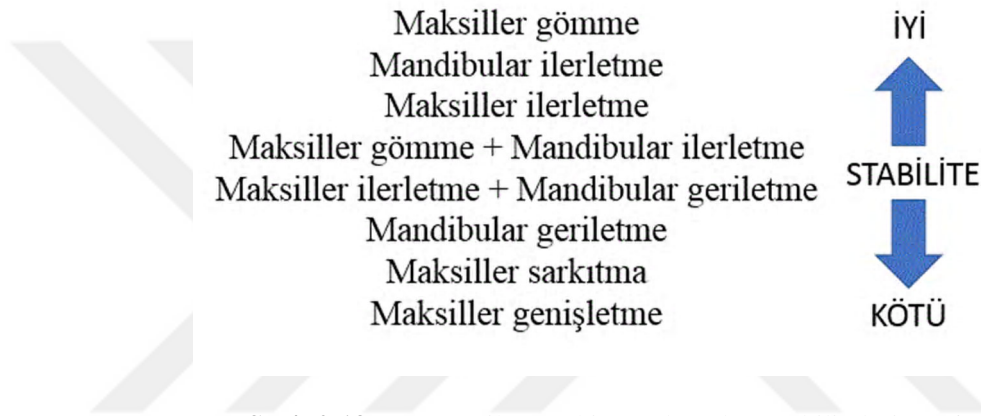 Maksiller gömme
İYİ
Mandibular ilerletme
Maksiller ilerletme
Maksiller gömme + Mandibular ilerletme
STABİLİTE
Maksiller ilerletme + Mandibular geriletme
Mandibular geriletme
Maksiller sarkıtma
Maksiller genişletme
KÖTÜ